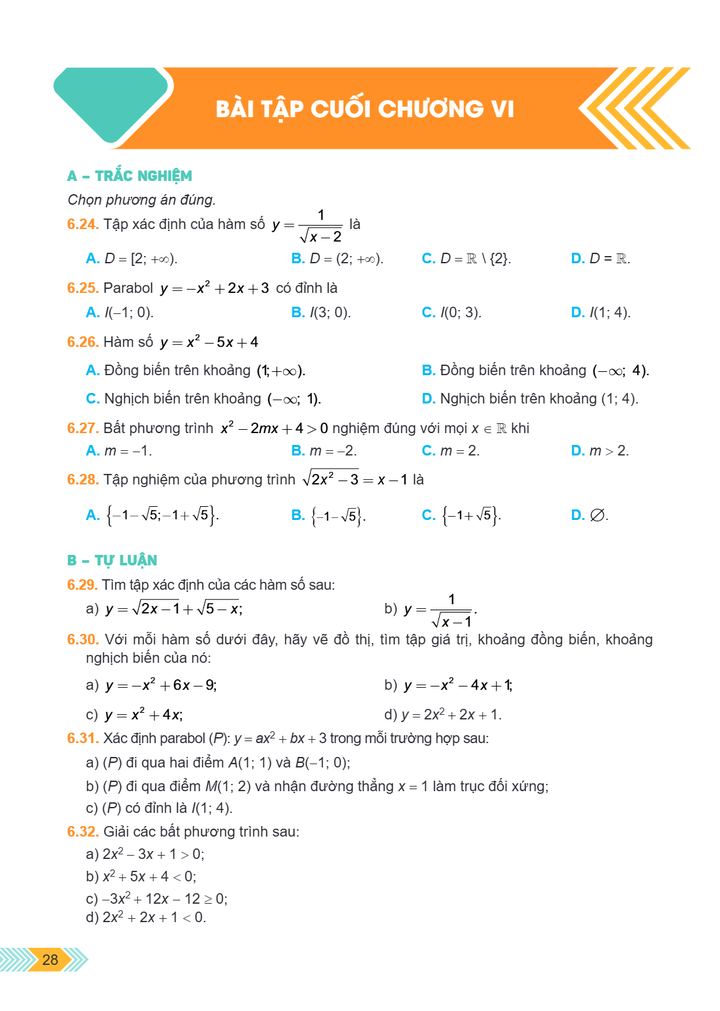 BÀI TẬP CUỐI CHƯƠNG VI
A – TRẮC NGHIỆM
Chọn phương án đúng.
6.24. Tập xác định của hàm số y = 1/√(x − 2) là
A. D = [2; +∞). B. D = (2; +∞). C. D = ℝ \ {2}. D. D = ℝ.
6.25. Parabol y = −x² + 2x + 3 có đỉnh là
A. I(−1; 0). B. I(3; 0). C. I(0; 3). D. I(1; 4).
6.26. Hàm số y = x² − 5x + 4
A. Đồng biến trên khoảng (1; +∞). B. Đồng biến trên khoảng (−∞; 4).
C. Nghịch biến trên khoảng (−∞; 1). D. Nghịch biến trên khoảng (1; 4).
6.27. Bất phương trình x² − 2mx + 4 > 0 nghiệm đúng với mọi x ∈ ℝ khi
A. m = −1. B. m = −2. C. m = 2. D. m > 2.
6.28. Tập nghiệm của phương trình √(2x² − 3) = x − 1 là
A. {−1 − √5; −1 + √5}. B. {−1 − √5}. C. {−1 + √5}. D. ∅.
B – TỰ LUẬN
6.29. Tìm tập xác định của các hàm số sau:
a) y = √(2x − 1) + √(5 − x); b) y = 1/√(x − 1).
6.30. Với mỗi hàm số dưới đây, hãy vẽ đồ thị, tìm tập giá trị, khoảng đồng biến, khoảng
nghịch biến của nó:
a) y = −x² + 6x − 9; b) y = −x² − 4x + 1;
c) y = x² + 4x; d) y = 2x² + 2x + 1.
6.31. Xác định parabol (P): y = ax² + bx + 3 trong mỗi trường hợp sau:
a) (P) đi qua hai điểm A(1; 1) và B(−1; 0);
b) (P) đi qua điểm M(1; 2) và nhận đường thẳng x = 1 làm trục đối xứng;
c) (P) có đỉnh là I(1; 4).
6.32. Giải các bất phương trình sau:
a) 2x² − 3x + 1 > 0;
b) x² + 5x + 4 < 0;
c) −3x² + 12x − 12 ≥ 0;
d) 2x² + 2x + 1 < 0.
28